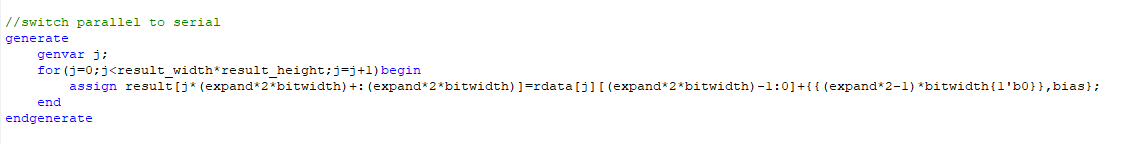 //switch parallel to serial
generate
genvar j;
for(j=0;j<result_width*result_height;j=j+1)begin
assign result[j*(expand*2*bitwidth)+:(expand*2*bitwidth)]=rdata[j][(expand*2*bitwidth)-1:0]+{{(expand*2-1)*bitwidth{1'b0}},bias};
end
endgenerate